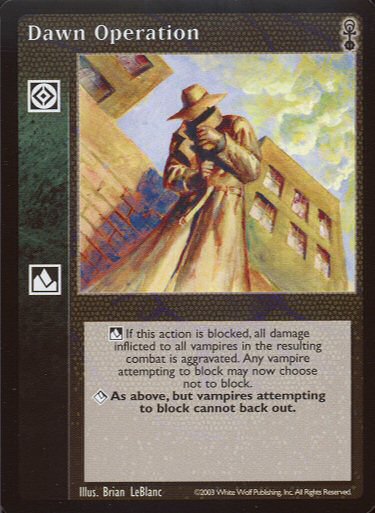 Dawn Operation
If this action is blocked, all damage
inflicted to all vampires in the resulting
combat is aggravated. Any vampire
attempting to block may now choose
not to block.
As above, but vampires attempting
to block cannot back out.
Illus. Brian LeBlanc
©2003 White Wolf Publishing, Inc. All Rights Reserved.